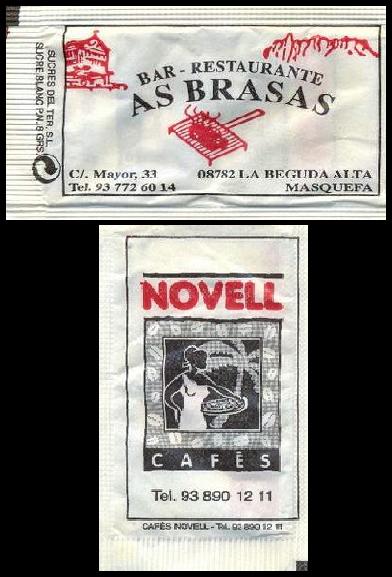 SUCRES DEL TER, S.L.
SUCRE BLANC P.N. 8 GRS
BAR - RESTAURANTE
AS BRASAS
C/. Mayor, 33
08782 LA BEGUDA ALTA
Tel. 93 772 60 14
MASQUEFA
NOVELL
CAFÈS
Tel. 93 890 12 11
CAFÈS NOVELL - Tel. 93 890 12 11